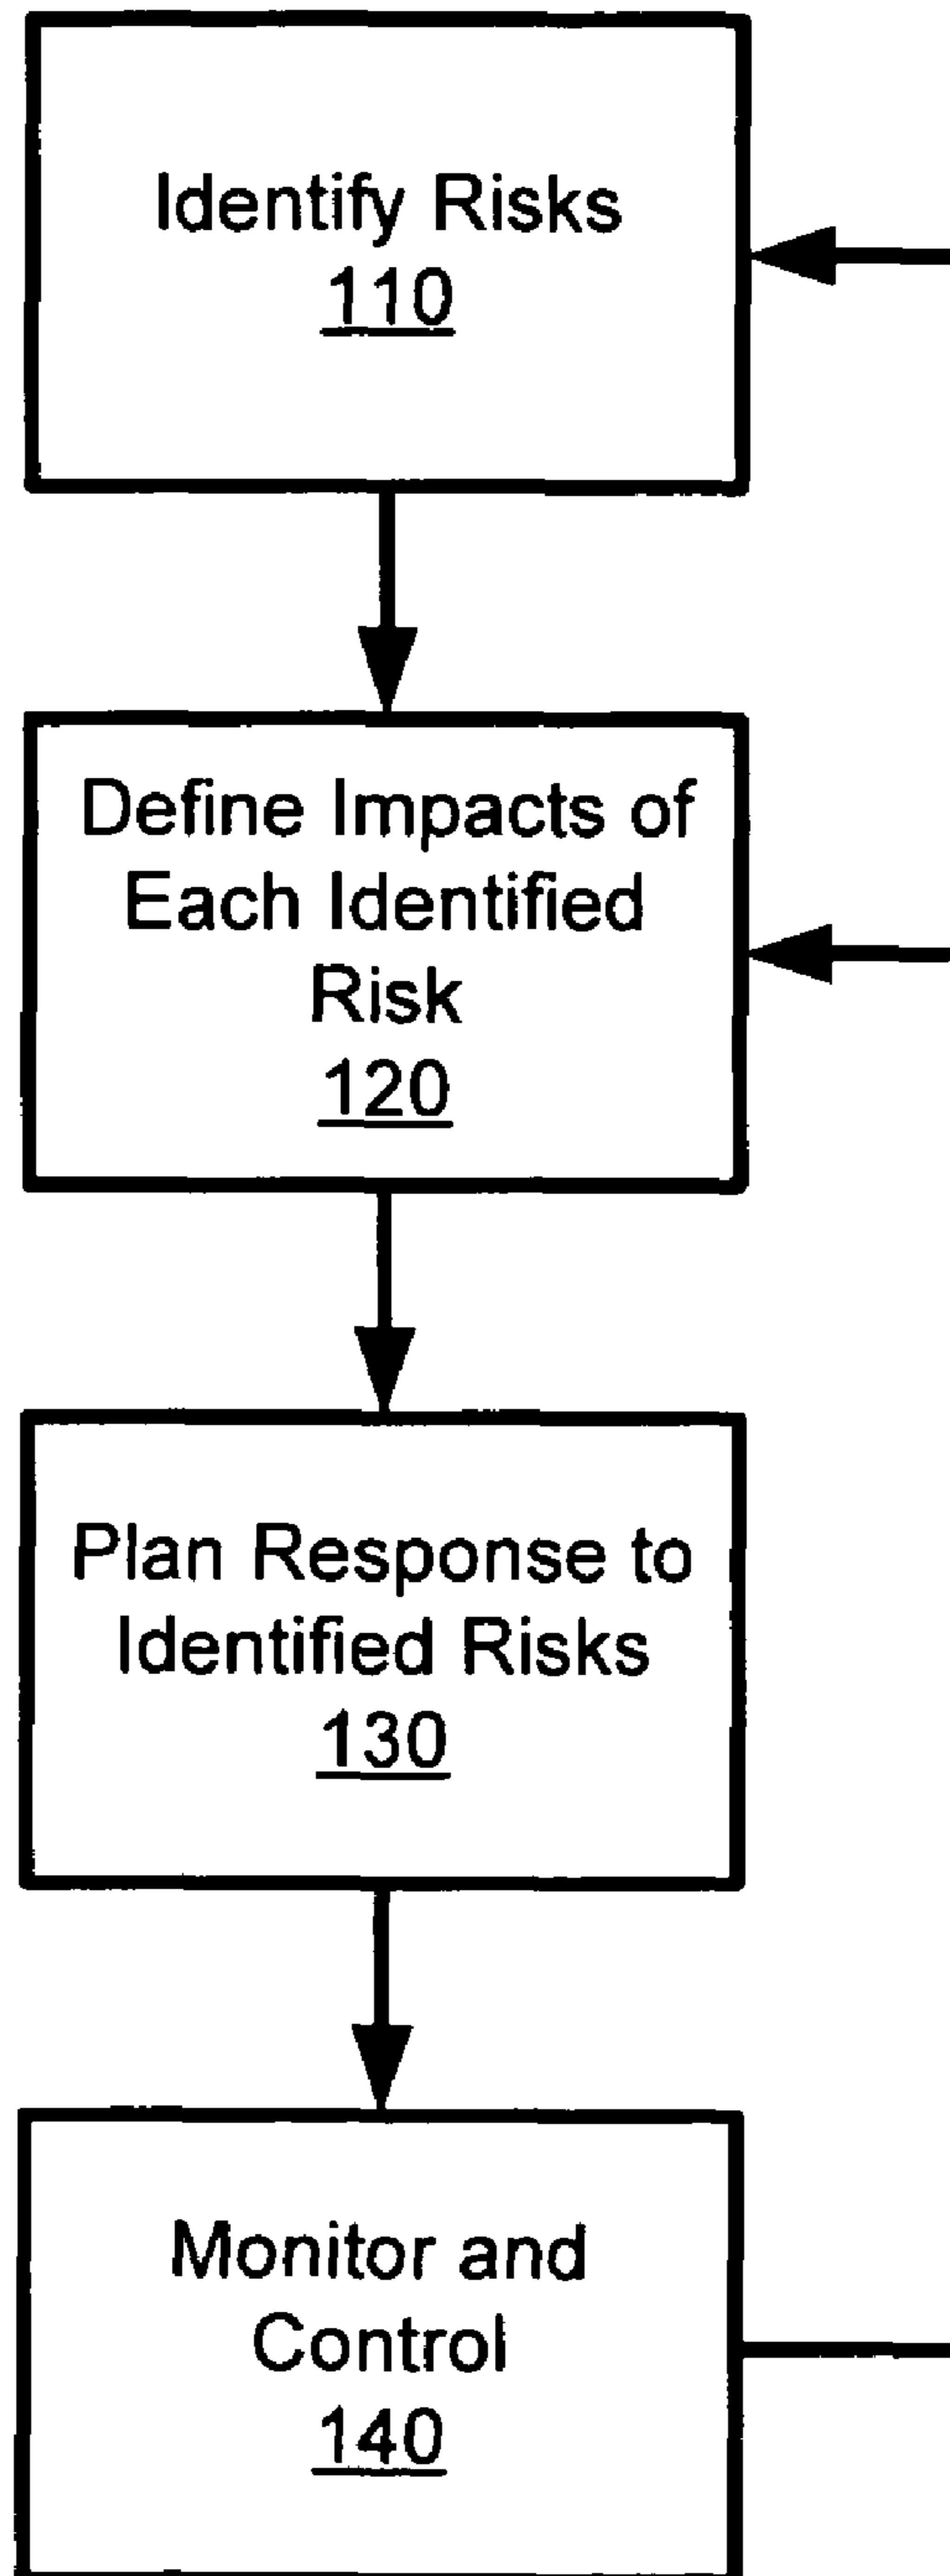 Identify Risks
110
Define Impacts of
Each Identified
Risk
120
Plan Response to
Identified Risks
130
Monitor and
Control
140